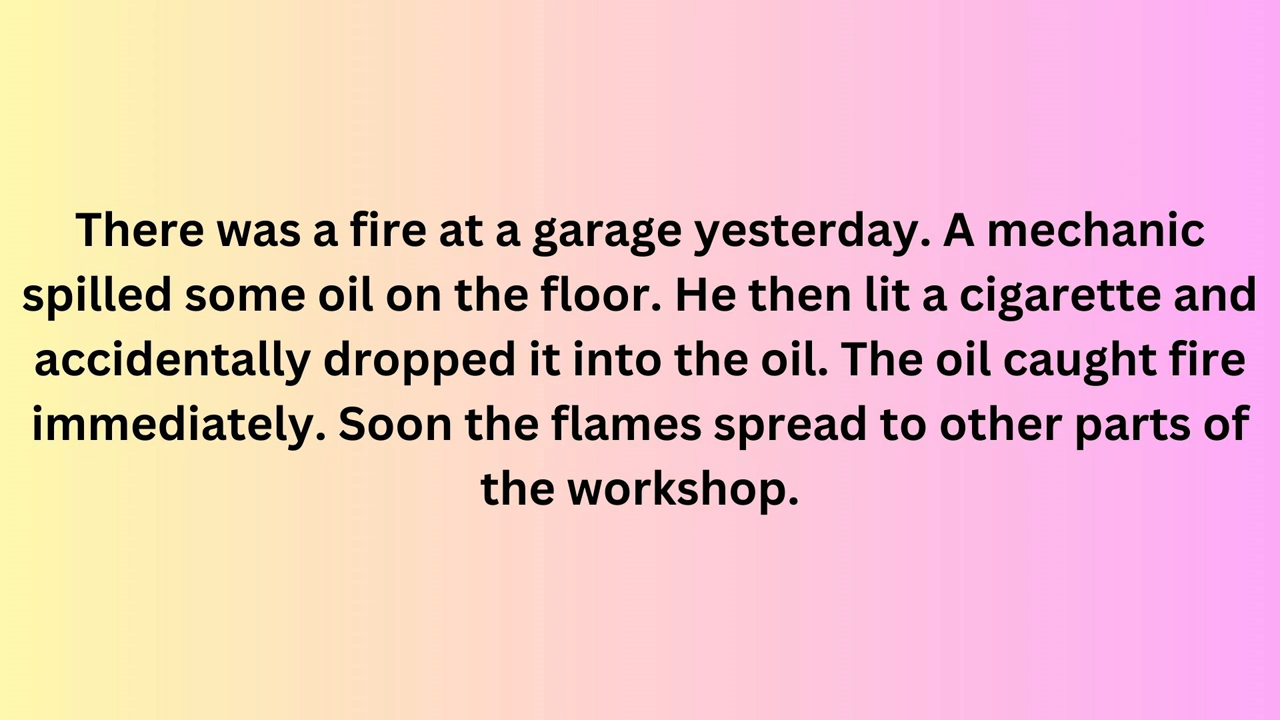 There was a fire at a garage yesterday. A mechanic
spilled some oil on the floor. He then lit a cigarette and
accidentally dropped it into the oil. The oil caught fire
immediately. Soon the flames spread to other parts of
the workshop.